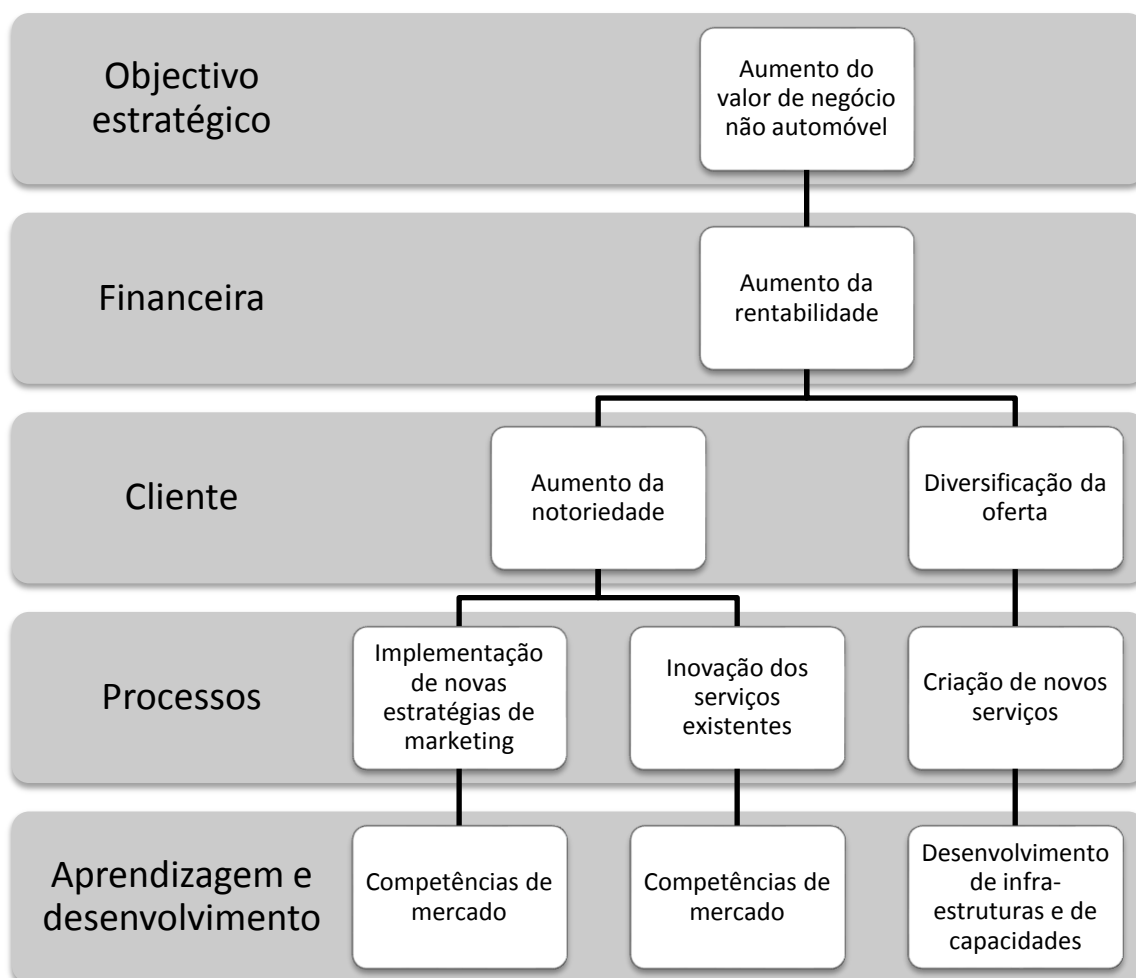 Objectivo
estratégico
Aumento do
valor de negócio
não automóvel
Financeira
Aumento da
rentabilidade
Cliente
Aumento da
notoriedade
Diversificação da
oferta
Processos
Implementação
de novas
estratégias de
marketing
Inovação dos
serviços
existentes
Criação de novos
serviços
Aprendizagem e
desenvolvimento
Competências de
mercado
Competências de
mercado
Desenvolvimento
de infra-
estruturas e de
capacidades